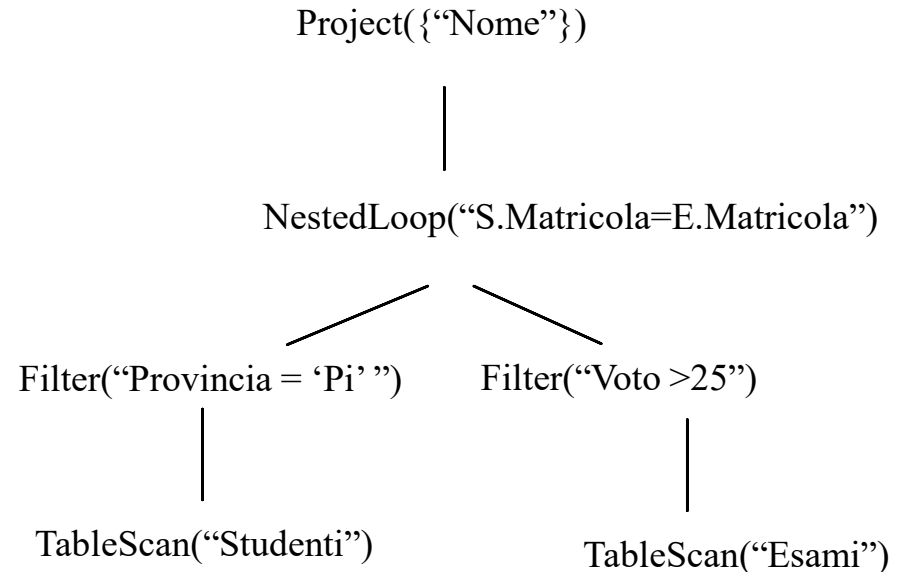 Project({“Nome”})
NestedLoop(“S.Matricola=E.Matricola”)
Filter(“Provincia = ‘Pi’ ”)
Filter(“Voto >25”)
TableScan(“Studenti”)
TableScan(“Esami”)